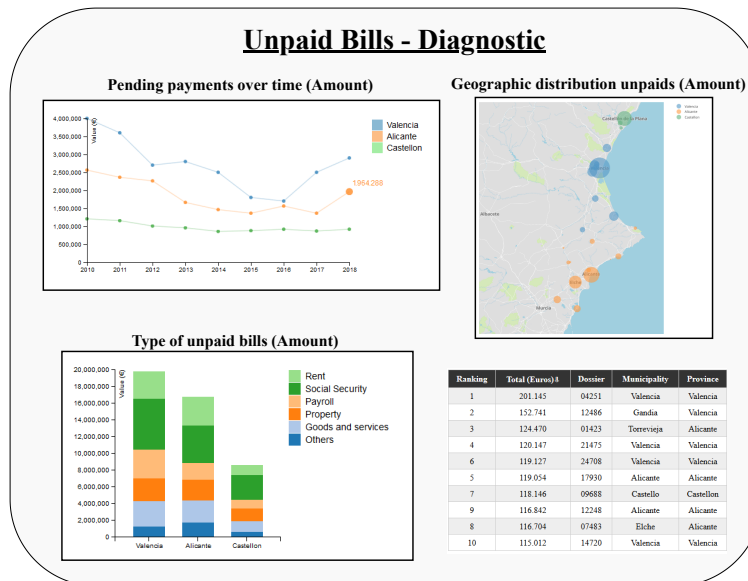 Unpaid Bills - Diagnostic
Pending payments over time (Amount)
Value (€)
4,000,000
3,500,000
3,000,000
2,500,000
2,000,000
1,500,000
1,000,000
500,000
0
2010 2011 2012 2013 2014 2015 2016 2017 2018
1964288
Valencia
Alicante
Castellon
Geographic distribution unpaids (Amount)
Valencia
Alicante
Castellon
Castelló de la Plana
Albacete
Murcia
Type of unpaid bills (Amount)
Value (€)
20,000,000
18,000,000
16,000,000
14,000,000
12,000,000
10,000,000
8,000,000
6,000,000
4,000,000
2,000,000
0
Valencia Alicante Castellon
Rent
Social Security
Payroll
Property
Goods and services
Others
Ranking Total (Euros) Dossier Municipality Province
1 201.145 04251 Valencia Valencia
2 152.741 12486 Gandia Valencia
3 124.470 01423 Torrevieja Alicante
4 120.147 21475 Valencia Valencia
6 119.127 24708 Valencia Valencia
5 119.054 17930 Alicante Alicante
7 118.146 09688 Castello Castellon
9 116.842 12248 Alicante Alicante
8 116.704 07483 Elche Alicante
10 115.012 14720 Valencia Valencia